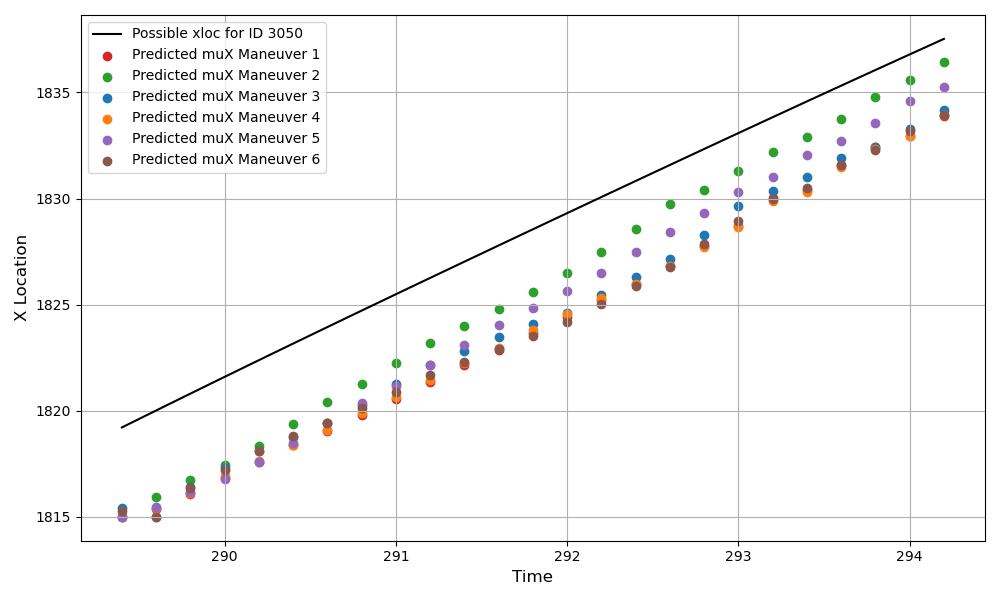 Possible xloc for ID 3050
Predicted muX Maneuver 1
Predicted muX Maneuver 2
Predicted muX Maneuver 3
Predicted muX Maneuver 4
Predicted muX Maneuver 5
Predicted muX Maneuver 6
1835
1830
1825
1820
1815
X Location
290 291 292 293 294
Time